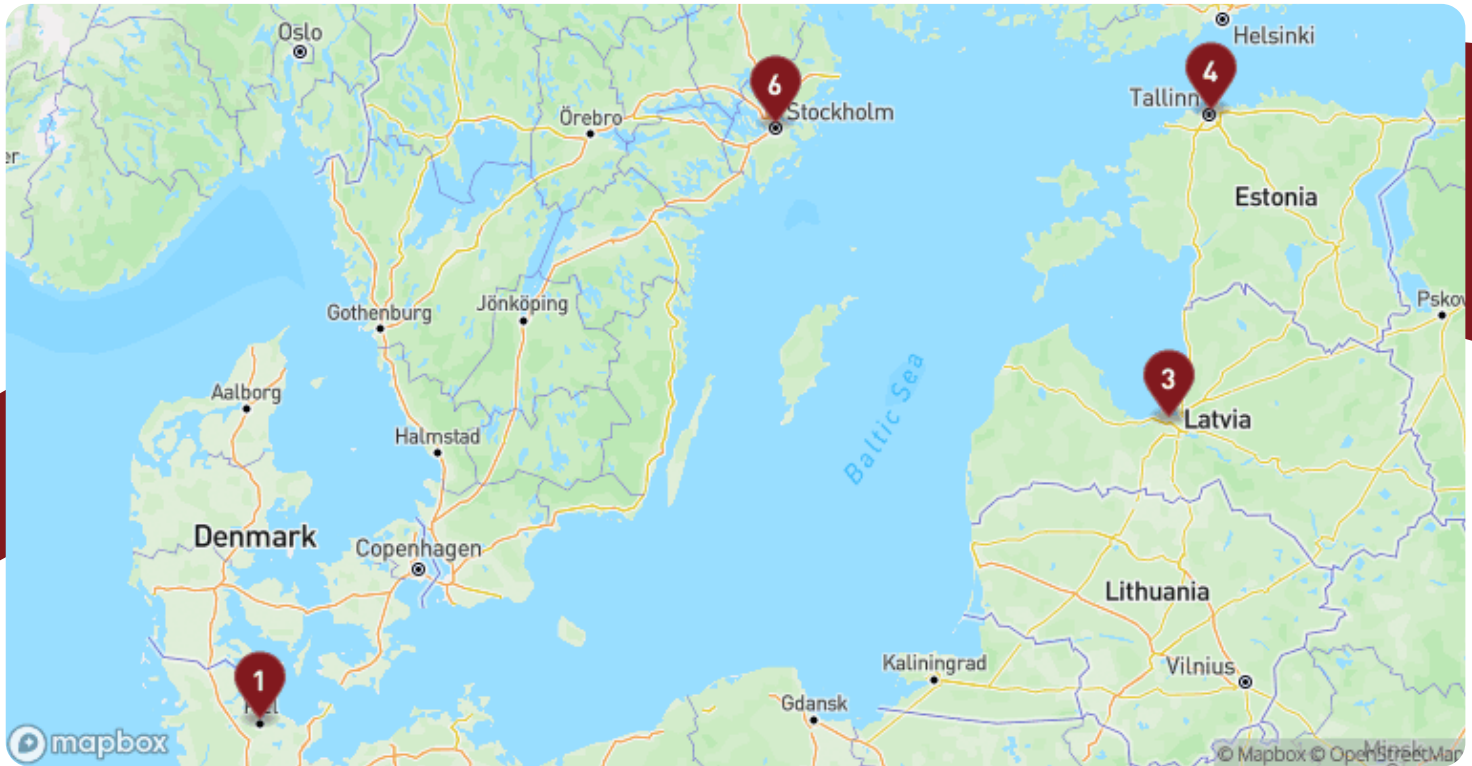 Oslo
Helsinki
6
4
Stockholm
Tallinn
Örebro
Estonia
Gothenburg
Jönköping
3
Aalborg
Latvia
Halmstad
Baltic Sea
Denmark
Copenhagen
Lithuania
Kaliningrad
Vilnius
1
Gdansk
mapbox
© Mapbox © OpenStreetMap